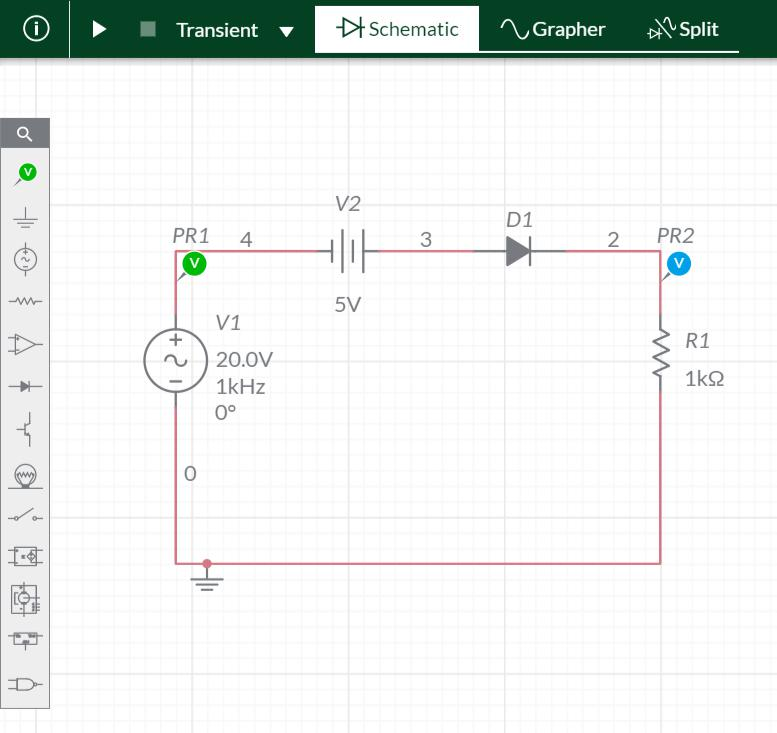 Transient
Schematic
Grapher
Split
V
V2
5V
D1
PR1
4
3
2
PR2
V
V
V1
20.0V
1kHz
0°
R1
1kΩ
0